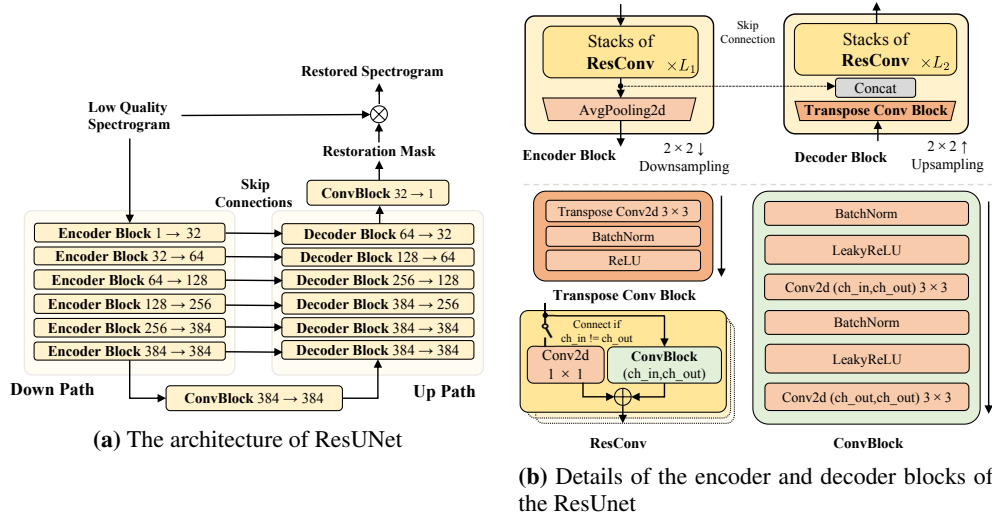 Restored Spectrogram
Low Quality
Spectrogram
Restoration Mask
ConvBlock 32 → 1
Skip
Connections
Encoder Block 1 → 32
Decoder Block 64 → 32
Encoder Block 32 → 64
Decoder Block 128 → 64
Encoder Block 64 → 128
Decoder Block 256 → 128
Encoder Block 128 → 256
Decoder Block 384 → 256
Encoder Block 256 → 384
Decoder Block 384 → 384
Encoder Block 384 → 384
Decoder Block 384 → 384
Down Path
Up Path
ConvBlock 384 → 384
(a) The architecture of ResUNet
Stacks of
ResConv ×L1
AvgPooling2d
Encoder Block
2 × 2 ↓
Downsampling
Skip
Connection
Stacks of
ResConv ×L2
Concat
Transpose Conv Block
Decoder Block
2 × 2 ↑
Upsampling
Transpose Conv2d 3 × 3
BatchNorm
ReLU
Transpose Conv Block
Connect if
ch_in != ch_out
Conv2d
1 × 1
ConvBlock
(ch_in,ch_out)
ResConv
BatchNorm
LeakyReLU
Conv2d (ch_in,ch_out) 3 × 3
BatchNorm
LeakyReLU
Conv2d (ch_out,ch_out) 3 × 3
ConvBlock
(b) Details of the encoder and decoder blocks of
the ResUnet